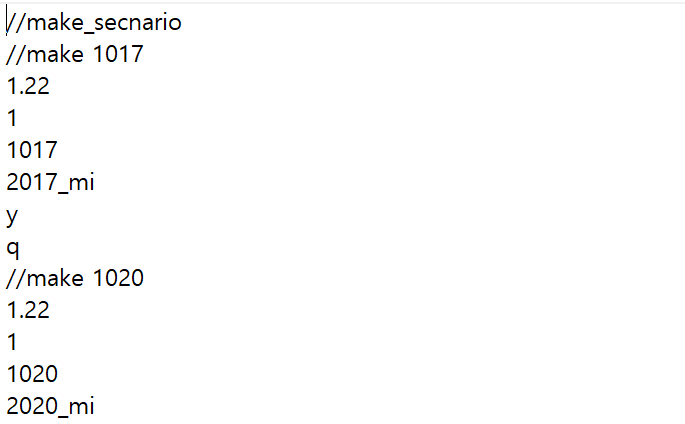 //make_secnario
//make 1017
1.22
1
1017
2017_mi
y
q
//make 1020
1.22
1
1020
2020_mi